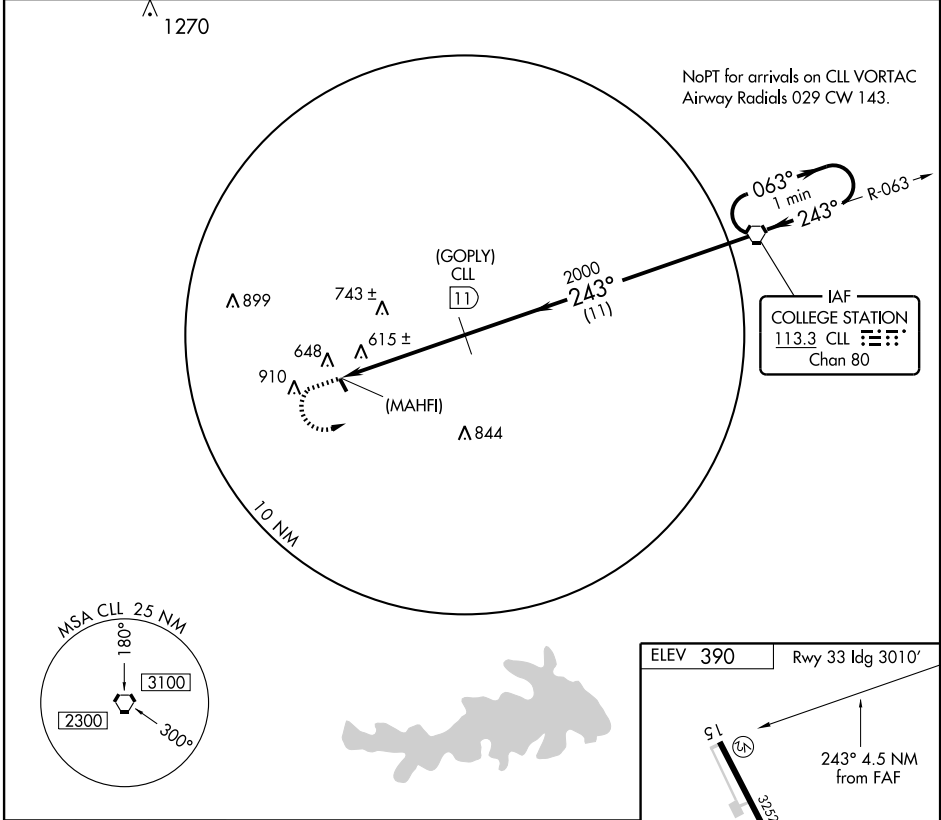 1270
NoPT for arrivals on CLL VORTAC
Airway Radials 029 CW 143.
063°
1 min
243°
R-063
(GOPLY)
CLL
11
2000
243°
(11)
IAF
COLLEGE STATION
113.3 CLL
Chan 80
899
743 ±
615 ±
648
910
(MAHFI)
844
10 NM
MSA CLL 25 NM
180°
3100
2300
300°
ELEV 390
Rwy 33 ldg 3010'
15
V5
243° 4.5 NM
from FAF
3252